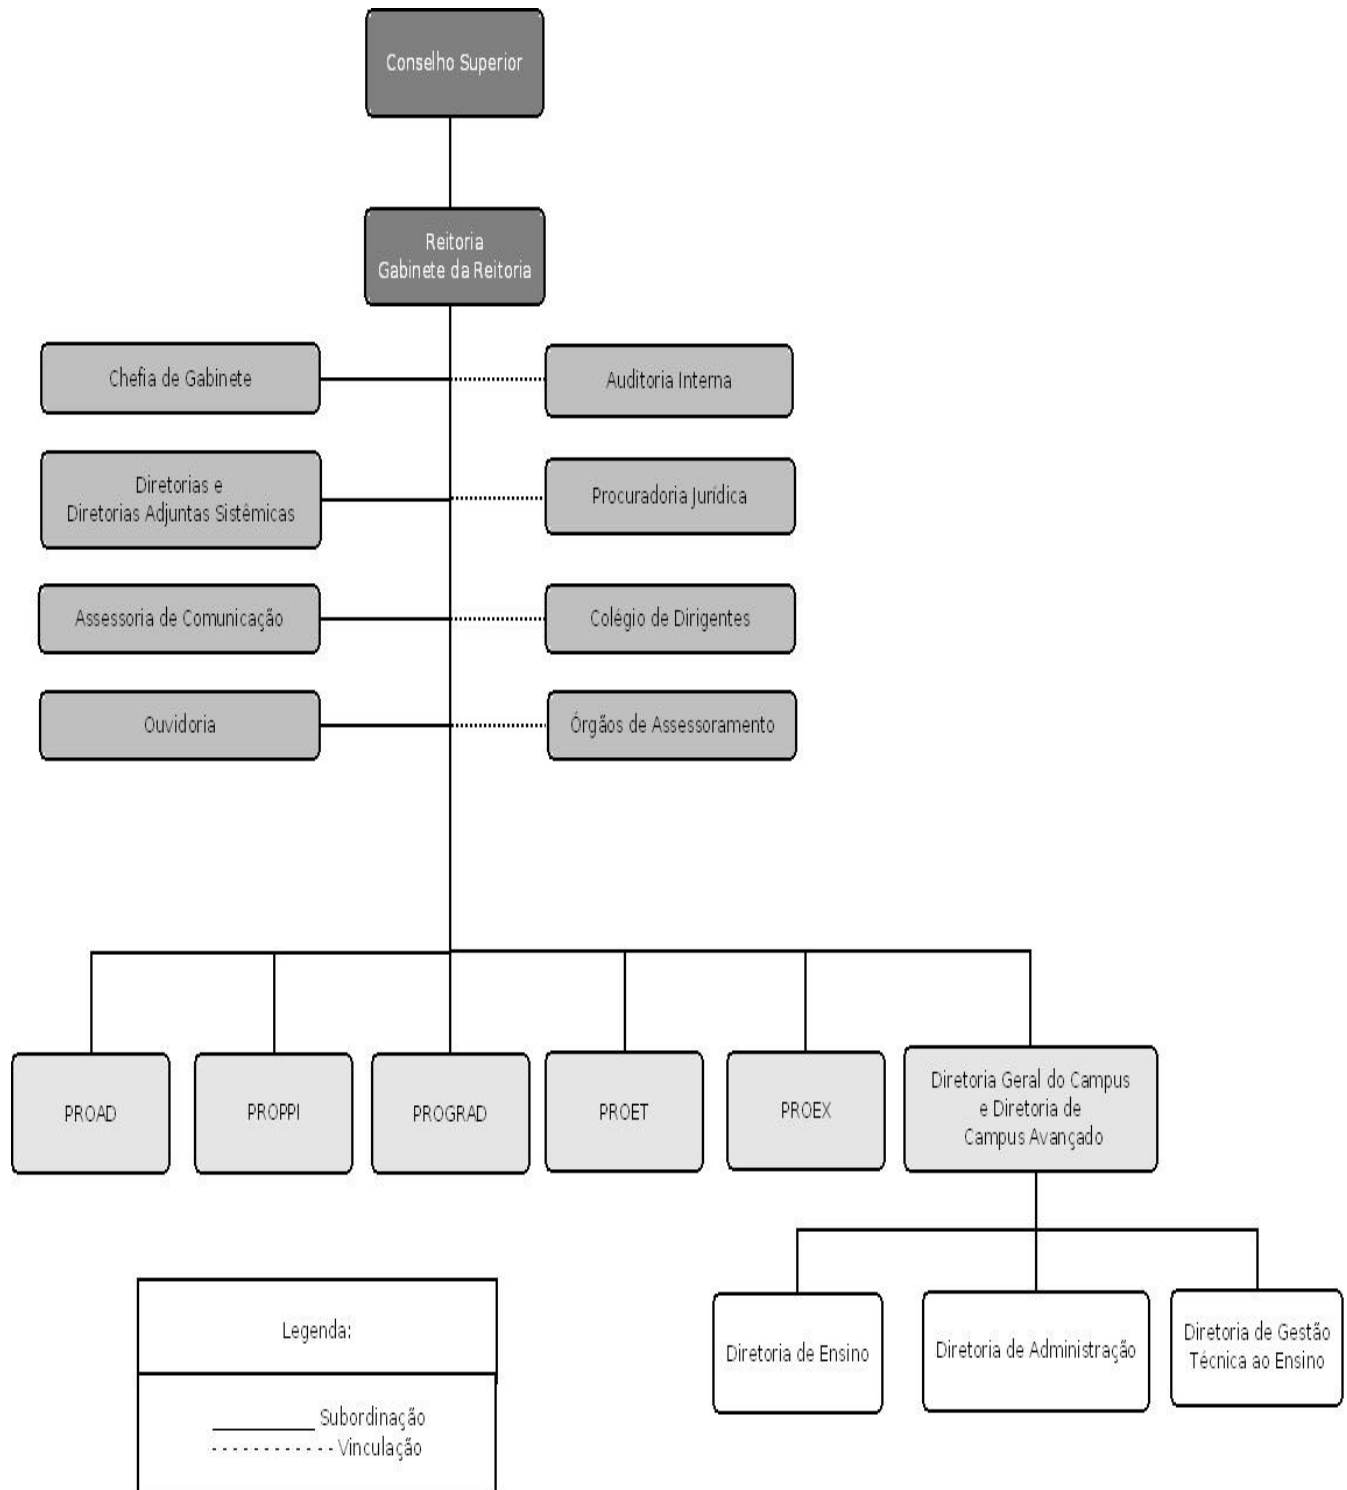 Conselho Superior
Reitoria
Gabinete da Reitoria
Chefia de Gabinete
Auditoria Interna
Diretorias e
Diretorias Adjuntas Sistêmicas
Procuradoria Jurídica
Assessoria de Comunicação
Colégio de Dirigentes
Ouvidoria
Órgãos de Assessoramento
PROAD
PROPPI
PROGRAD
PROET
PROEX
Diretoria Geral do Campus
e Diretoria de
Campus Avançado
Diretoria de Ensino
Diretoria de Administração
Diretoria de Gestão
Técnica ao Ensino
Legenda:
Subordinação
Vinculação